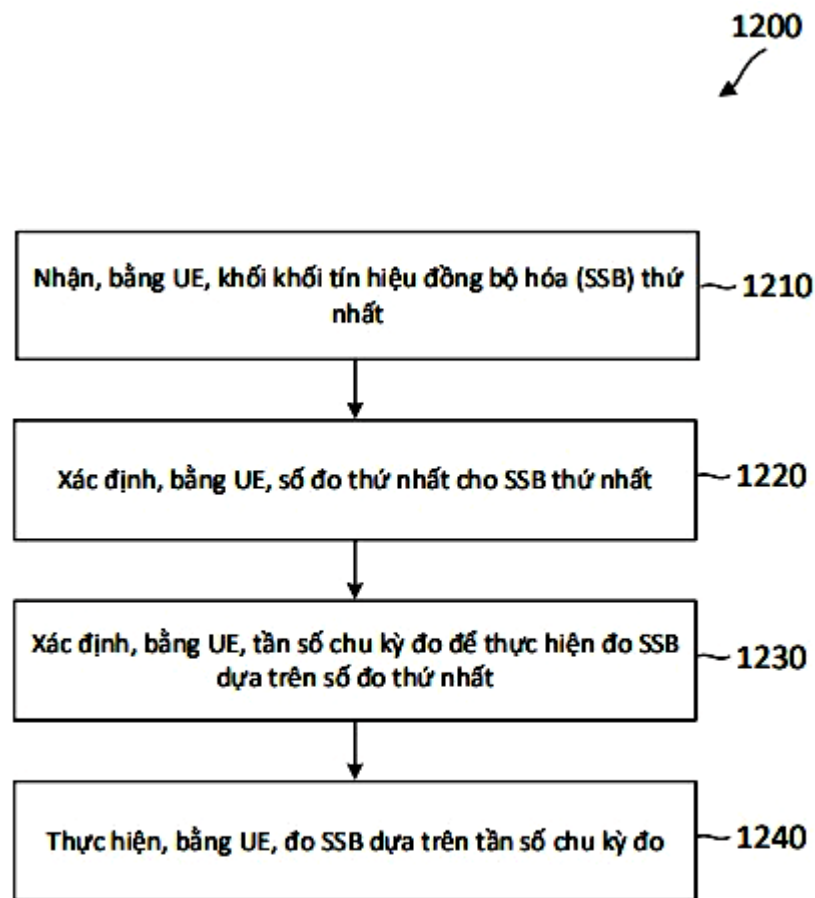 1200
Nhận, bằng UE, khối khối tín hiệu đồng bộ hóa (SSB) thứ
nhất
1210
Xác định, bằng UE, số đo thứ nhất cho SSB thứ nhất
1220
Xác định, bằng UE, tần số chu kỳ đo để thực hiện đo SSB
dựa trên số đo thứ nhất
1230
Thực hiện, bằng UE, đo SSB dựa trên tần số chu kỳ đo
1240